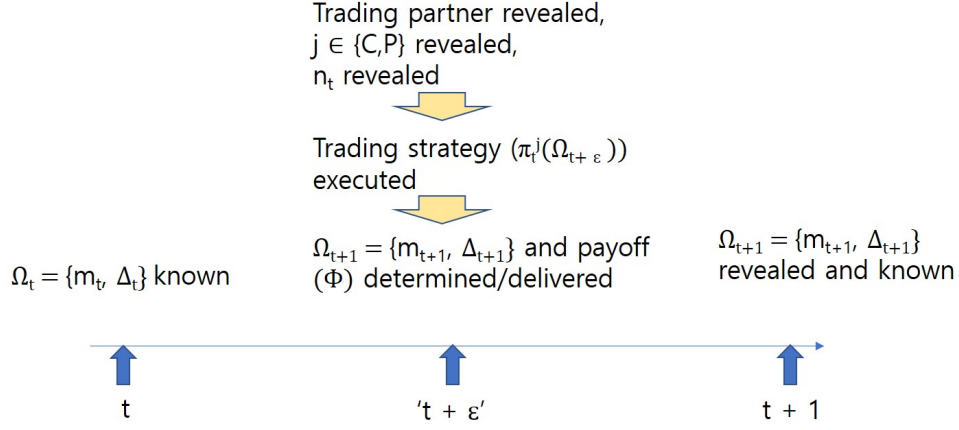 Trading partner revealed,
j ∈ {C,P} revealed,
nₜ revealed
Trading strategy (πₜʲ(Ωₜ₊ ε))
executed
Ωₜ = {mₜ, Δₜ} known
Ωₜ₊₁ = {mₜ₊₁, Δₜ₊₁} and payoff
(Φ) determined/delivered
Ωₜ₊₁ = {mₜ₊₁, Δₜ₊₁}
revealed and known
t
't + ε'
t + 1